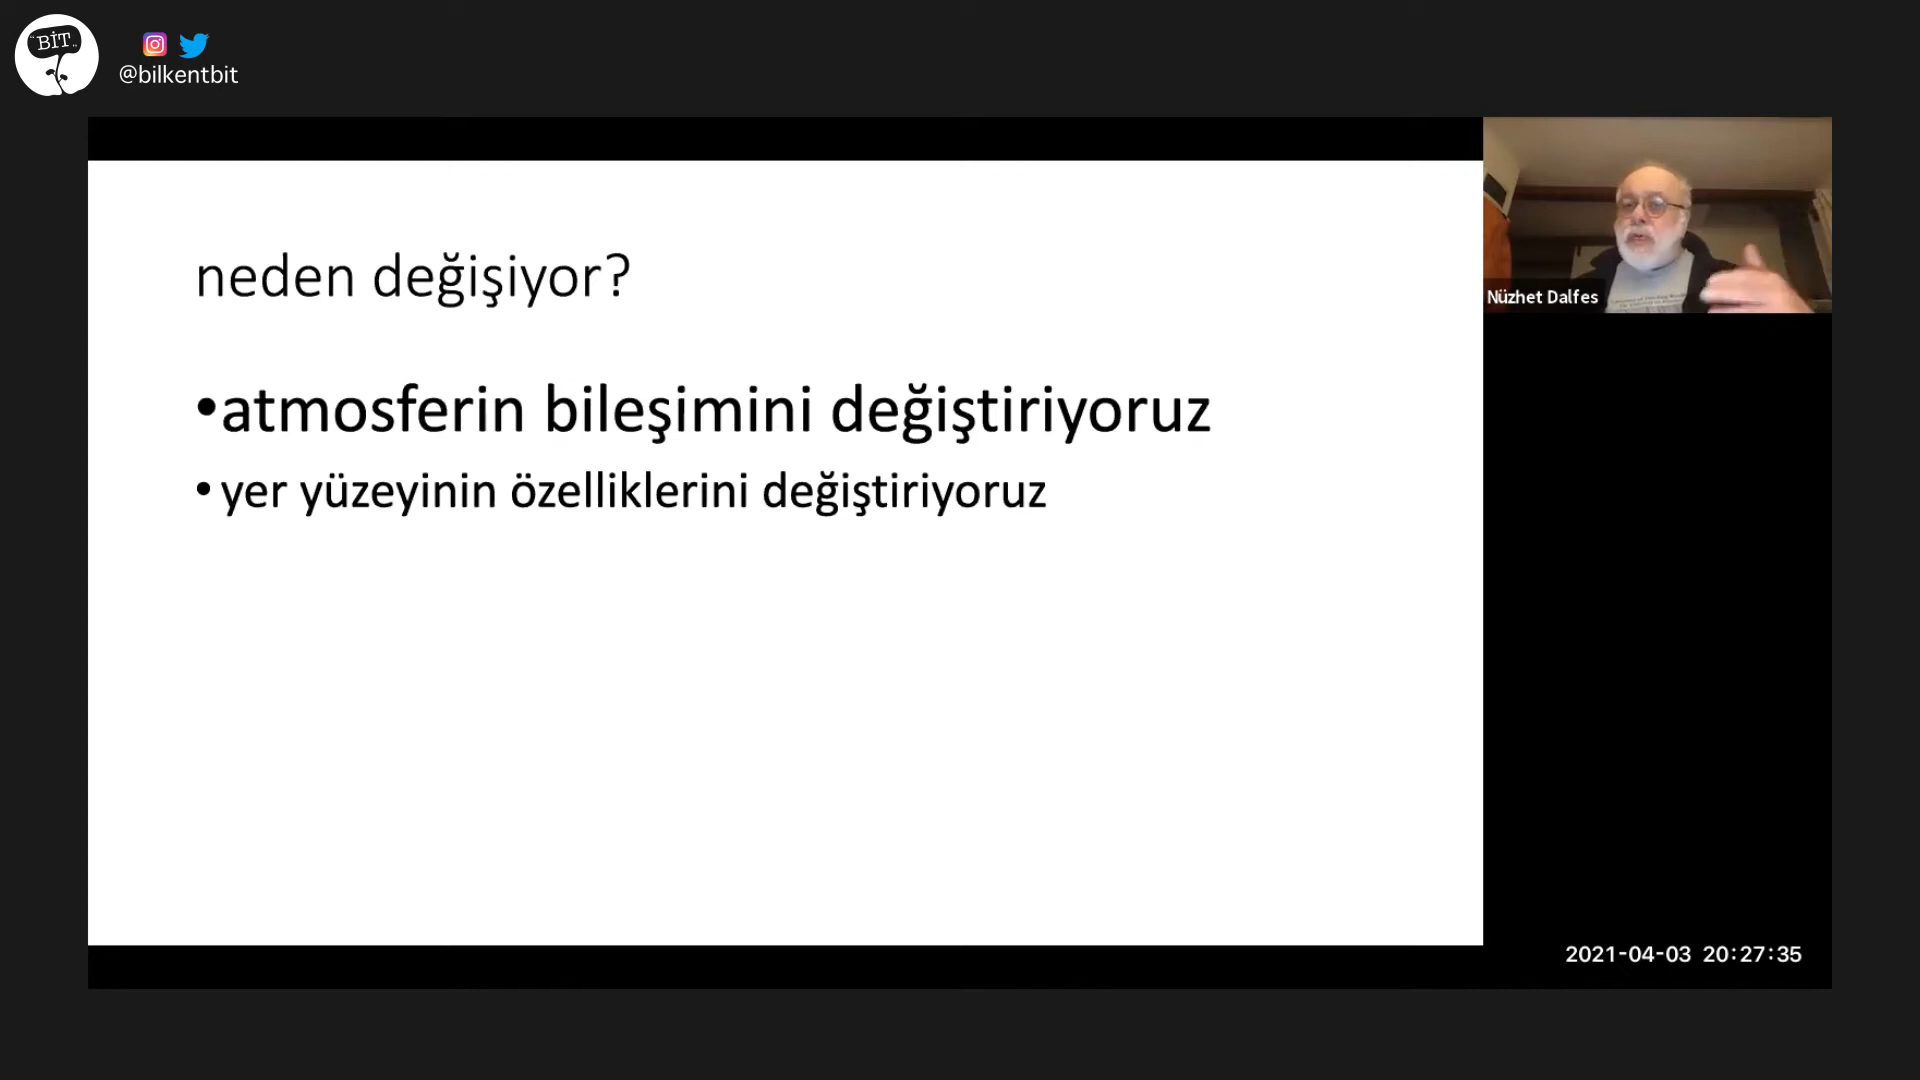 BİT
@bilkentbit
neden değişiyor?
•atmosferin bileşimini değiştiriyoruz
• yer yüzeyinin özelliklerini değiştiriyoruz
Nüzhet Dalfes
2021-04-03 20:27:35